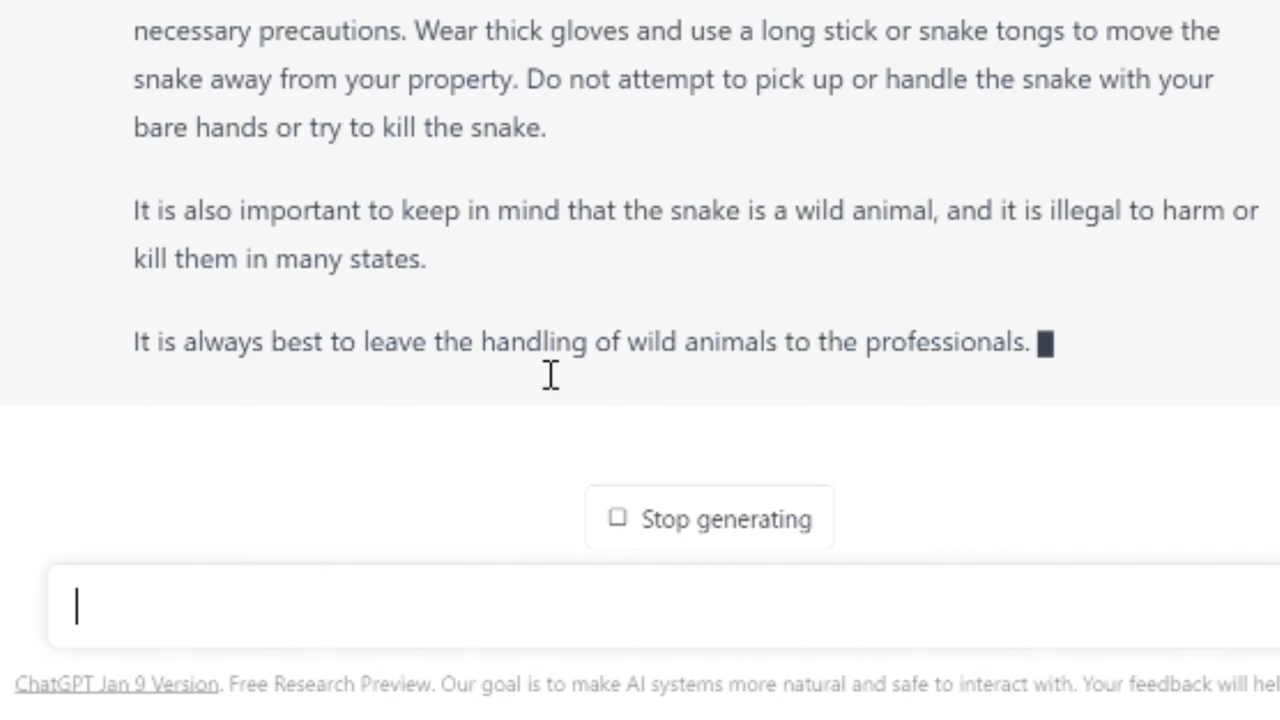 necessary precautions. Wear thick gloves and use a long stick or snake tongs to move the
snake away from your property. Do not attempt to pick up or handle the snake with your
bare hands or try to kill the snake.
It is also important to keep in mind that the snake is a wild animal, and it is illegal to harm or
kill them in many states.
It is always best to leave the handling of wild animals to the professionals.
Stop generating
ChatGPT Jan 9 Version. Free Research Preview. Our goal is to make AI systems more natural and safe to interact with. Your feedback will hel